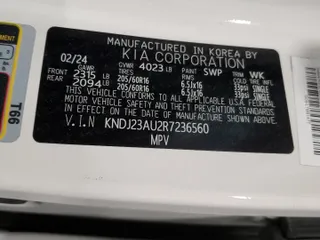 MANUFACTURED IN KOREA BY
KIA CORPORATION
02/24 GVWR 4023 LB PAINT SWP TRIM WK
GAWR TIRES RIMS COLD
FRONT 2315 205/60R16 6.5Jx16 33psi SINGLE
REAR 2094 LB 205/60R16 6.5Jx16 33psi SINGLE
THIS VEHICLE CONFORMS TO ALL APPLICABLE U.S.A. FEDERAL
MOTOR VEHICLE SAFETY, BUMPER, AND THEFT PREVENTION
STANDARDS IN EFFECT ON THE DATE OF MANUFACTURE SHOWN ABOVE.
V.I.N KNDJ23AU2R7236560
MPV
T66